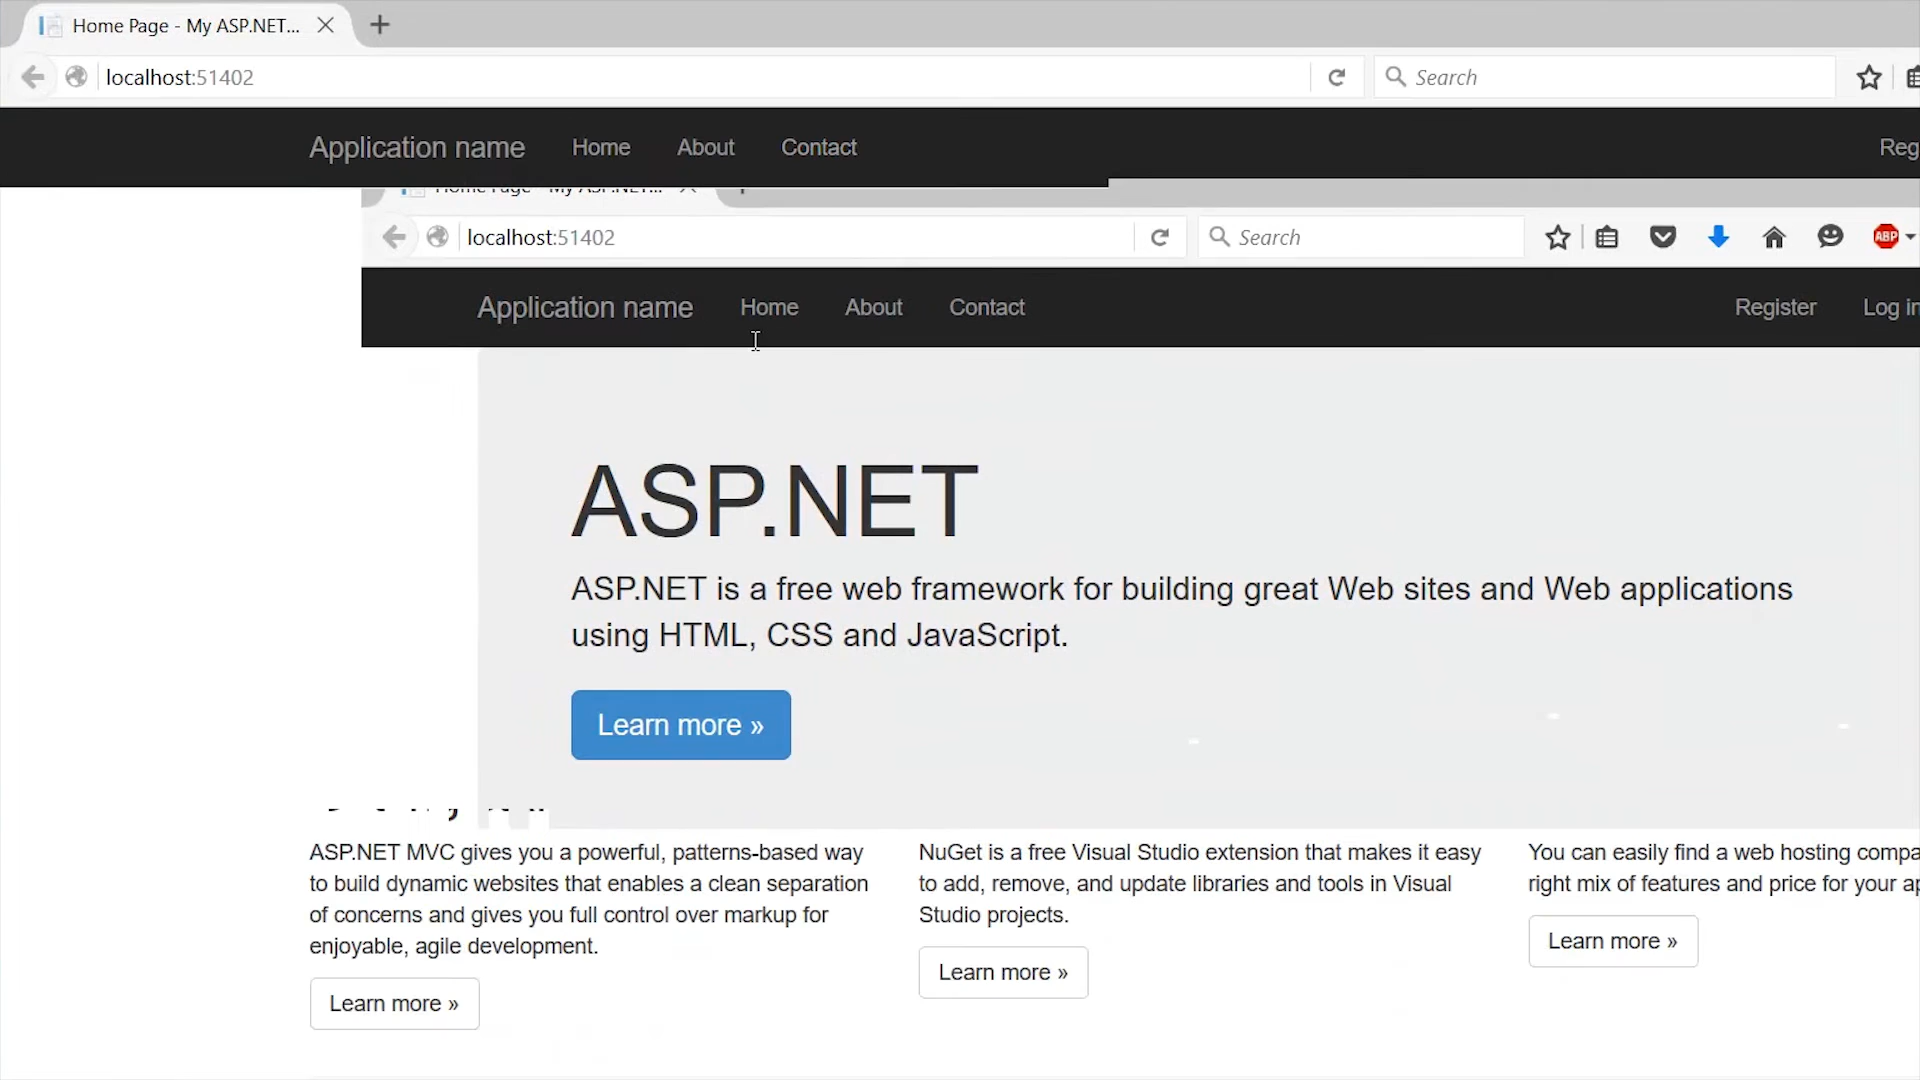 Home Page - My ASP.NET...
localhost:51402
Search
Application name Home About Contact Reg
Home Page - My ASP.NET...
localhost:51402
Search
ABP
Application name Home About Contact Register Log in
ASP.NET
ASP.NET is a free web framework for building great Web sites and Web applications
using HTML, CSS and JavaScript.
Learn more »
ASP.NET MVC gives you a powerful, patterns-based way
to build dynamic websites that enables a clean separation
of concerns and gives you full control over markup for
enjoyable, agile development.
Learn more »
NuGet is a free Visual Studio extension that makes it easy
to add, remove, and update libraries and tools in Visual
Studio projects.
Learn more »
You can easily find a web hosting compa
right mix of features and price for your ap
Learn more »